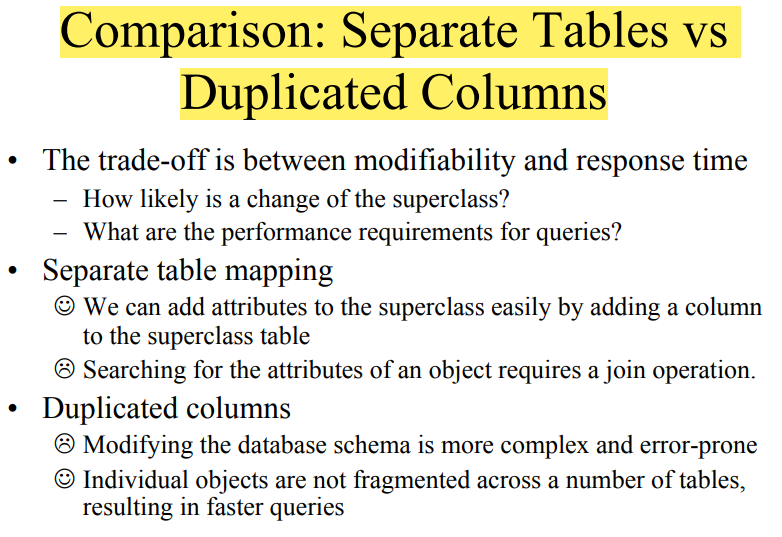 Comparison: Separate Tables vs
Duplicated Columns
• The trade-off is between modifiability and response time
– How likely is a change of the superclass?
– What are the performance requirements for queries?
• Separate table mapping
☺ We can add attributes to the superclass easily by adding a column
to the superclass table
☹ Searching for the attributes of an object requires a join operation.
• Duplicated columns
☹ Modifying the database schema is more complex and error-prone
☺ Individual objects are not fragmented across a number of tables,
resulting in faster queries